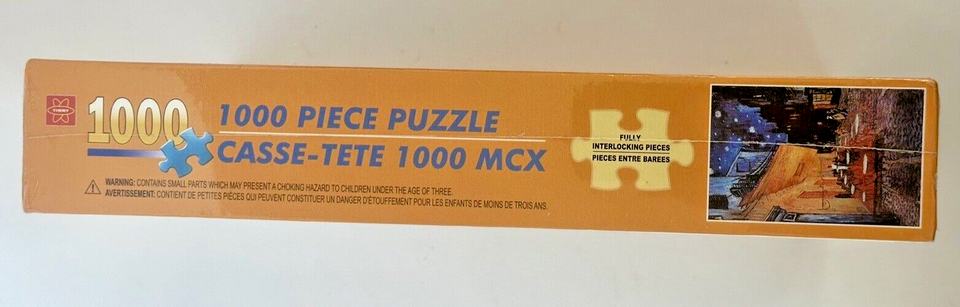 TIMMY
1000
1000 PIECE PUZZLE
CASSE-TETE 1000 MCX
WARNING: CONTAINS SMALL PARTS WHICH MAY PRESENT A CHOKING HAZARD TO CHILDREN UNDER THE AGE OF THREE.
AVERTISSEMENT: CONTIENT DE PETITES PIÈCES QUI PEUVENT CONSTITUER UN DANGER D'ÉTOUFFEMENT POUR LES ENFANTS DE MOINS DE TROIS ANS.
FULLY
INTERLOCKING PIECES
PIECES ENTRE BAREES